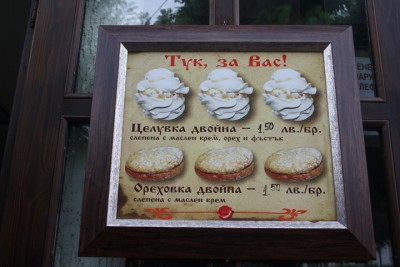 Тук, за Вас!
Целувка двойна – 1,50 лв./бр.
слепена с маслен крем, орех и фъстък
Ореховка двойна – 1,50 лв./бр.
слепена с маслен крем